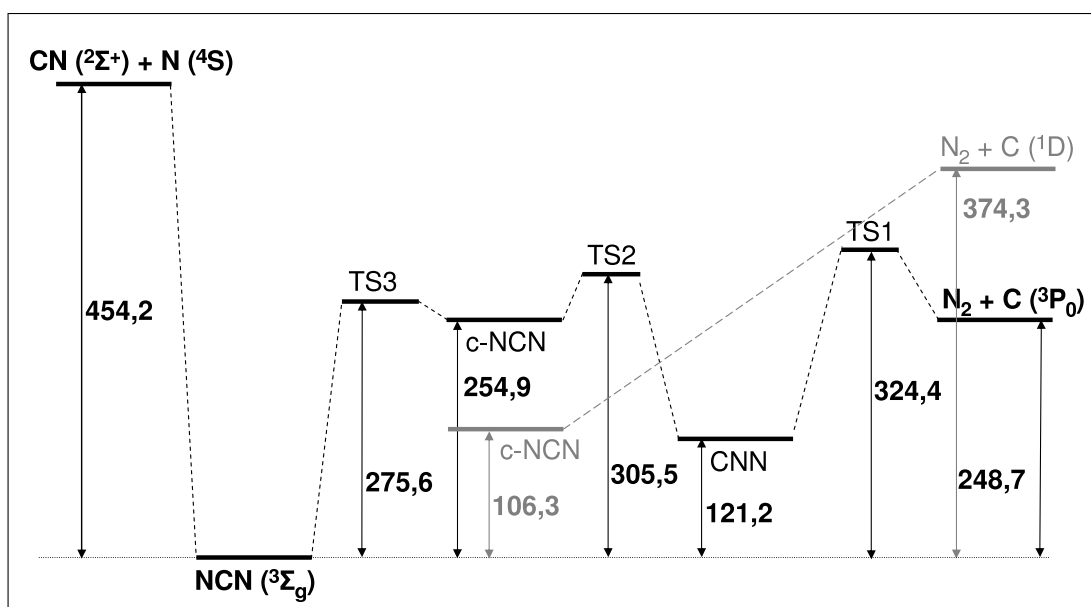 CN (²Σ⁺) + N (⁴S)
N₂ + C (¹D)
374,3
TS1
TS2
TS3
454,2
N₂ + C (³P₀)
c-NCN
254,9
324,4
c-NCN
CNN
275,6
305,5
248,7
106,3
121,2
NCN (³Σg)